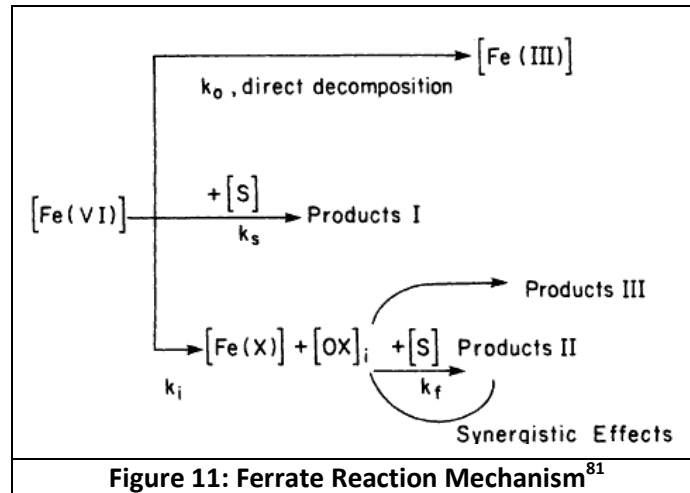 [Fe(III)]
k₀, direct decomposition
+[S]
[Fe(VI)] Products I
kₛ
Products III
[Fe(X)] + [OX]ᵢ +[S] Products II
kᵢ k_f
Synergistic Effects
Figure 11: Ferrate Reaction Mechanism⁸¹